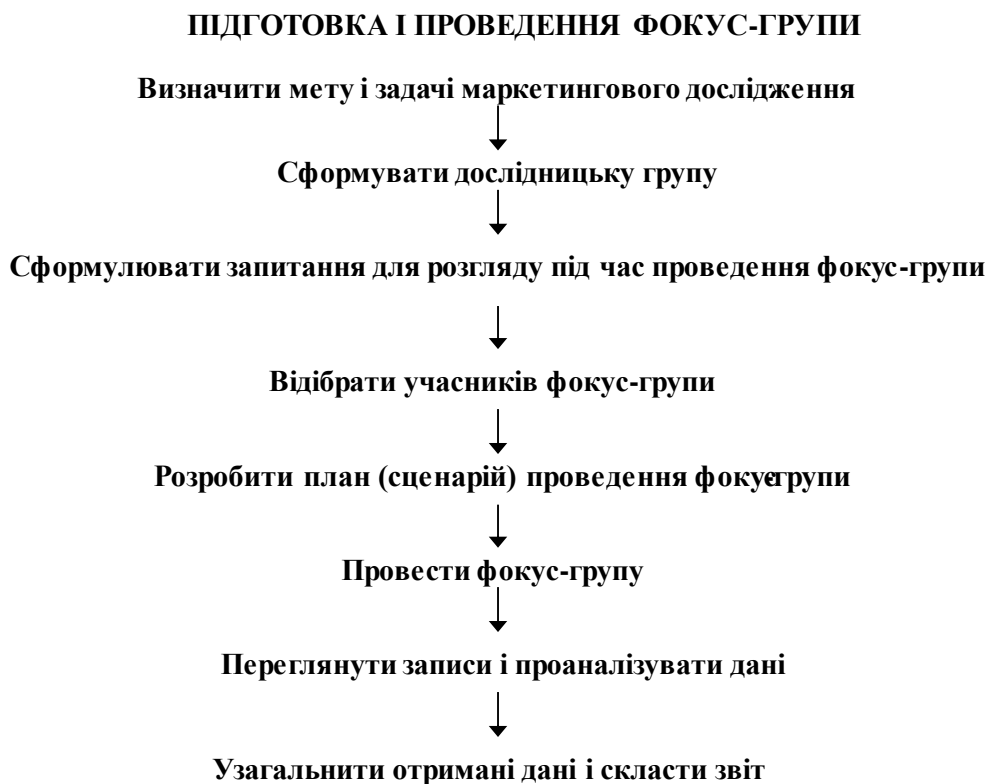 ПІДГОТОВКА І ПРОВЕДЕННЯ ФОКУС-ГРУПИ
Визначити мету і задачі маркетингового дослідження
Сформувати дослідницьку групу
Сформулювати запитання для розгляду під час проведення фокус-групи
Відібрати учасників фокус-групи
Розробити план (сценарій) проведення фокус-групи
Провести фокус-групу
Переглянути записи і проаналізувати дані
Узагальнити отримані дані і скласти звіт